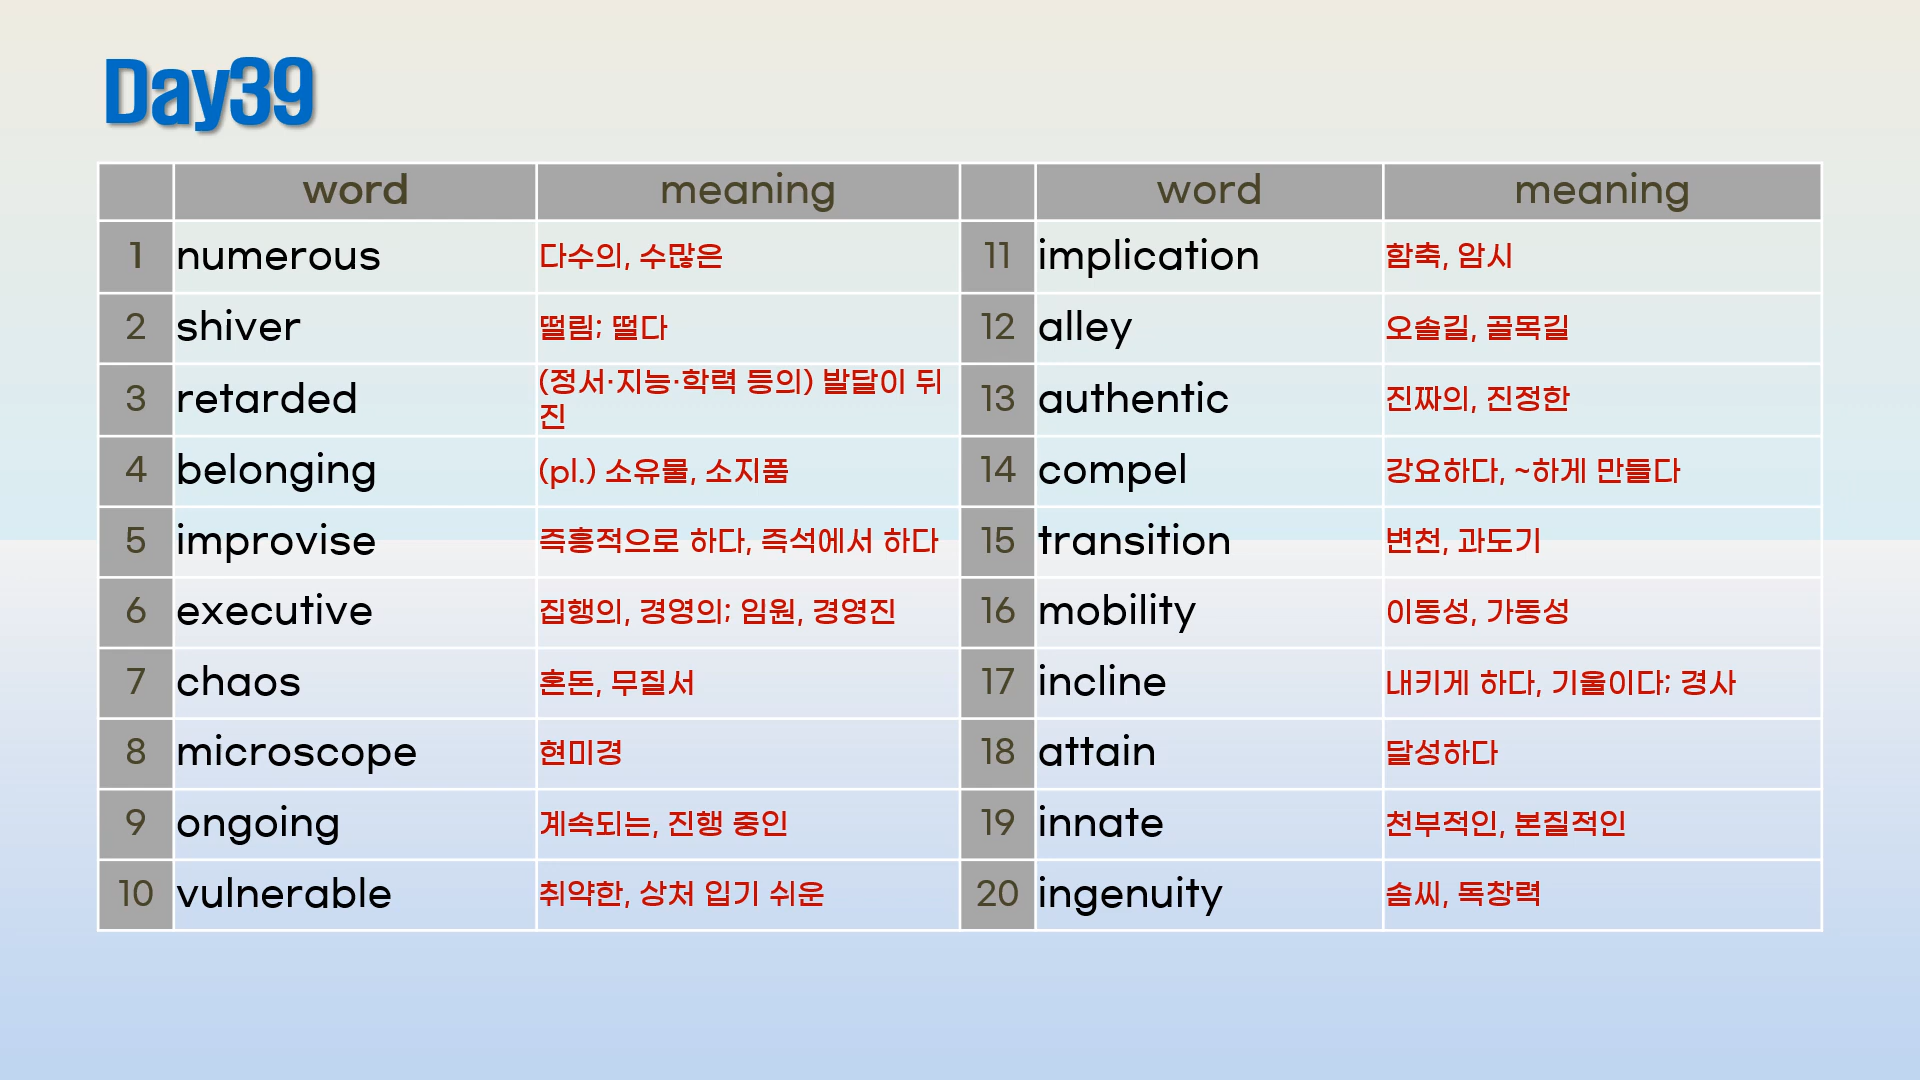 Day39
word meaning word meaning
1 numerous 다수의, 수많은 11 implication 함축, 암시
2 shiver 떨림; 떨다 12 alley 오솔길, 골목길
3 retarded (정서·지능·학력 등의) 발달이 뒤
진 13 authentic 진짜의, 진정한
4 belonging (pl.) 소유물, 소지품 14 compel 강요하다, ~하게 만들다
5 improvise 즉흥적으로 하다, 즉석에서 하다 15 transition 변천, 과도기
6 executive 집행의, 경영의; 임원, 경영진 16 mobility 이동성, 가동성
7 chaos 혼돈, 무질서 17 incline 내키게 하다, 기울이다; 경사
8 microscope 현미경 18 attain 달성하다
9 ongoing 계속되는, 진행 중인 19 innate 천부적인, 본질적인
10 vulnerable 취약한, 상처 입기 쉬운 20 ingenuity 솜씨, 독창력